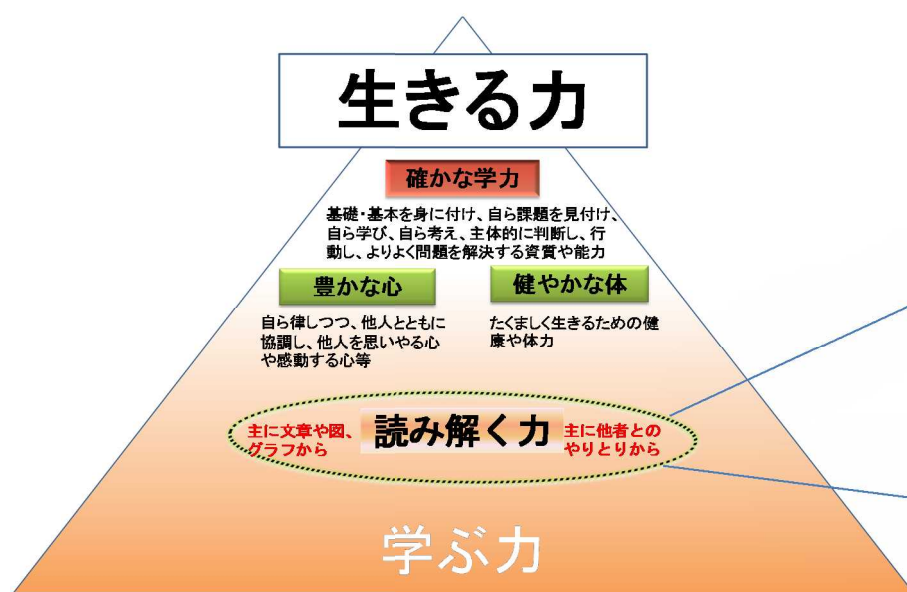 生きる力
確かな学力
基礎・基本を身に付け、自ら課題を見付け、
自ら学び、自ら考え、主体的に判断し、行
動し、よりよく問題を解決する資質や能力
豊かな心
自ら律しつつ、他人とともに
協調し、他人を思いやる心
や感動する心等
健やかな体
たくましく生きるための健
康や体力
主に文章や図、
グラフから
読み解く力
主に他者との
やりとりから
学ぶ力